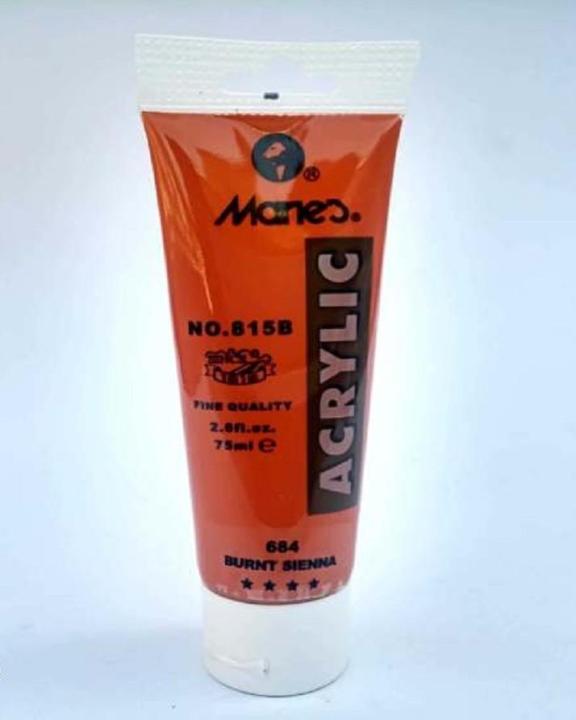 ®
Maries.
ACRYLIC
NO.815B
FINE QUALITY
2.6fl.oz.
75ml ℮
684
BURNT SIENNA
★ ★ ★ ★